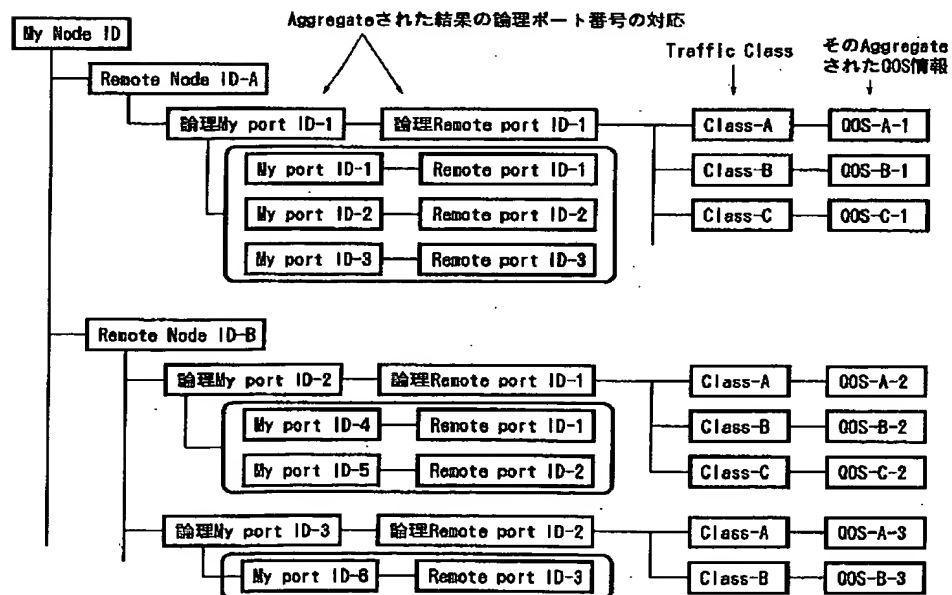 Aggregateされた結果の論理ポート番号の対応
My Node ID
Traffic Class
そのAggregate
されたQOS情報
Remote Node ID-A
論理My port ID-1 論理Remote port ID-1 Class-A QOS-A-1
My port ID-1 Remote port ID-1 Class-B QOS-B-1
My port ID-2 Remote port ID-2 Class-C QOS-C-1
My port ID-3 Remote port ID-3
Remote Node ID-B
論理My port ID-2 論理Remote port ID-1 Class-A QOS-A-2
My port ID-4 Remote port ID-1 Class-B QOS-B-2
My port ID-5 Remote port ID-2 Class-C QOS-C-2
論理My port ID-3 論理Remote port ID-2 Class-A QOS-A-3
My port ID-6 Remote port ID-3 Class-B QOS-B-3